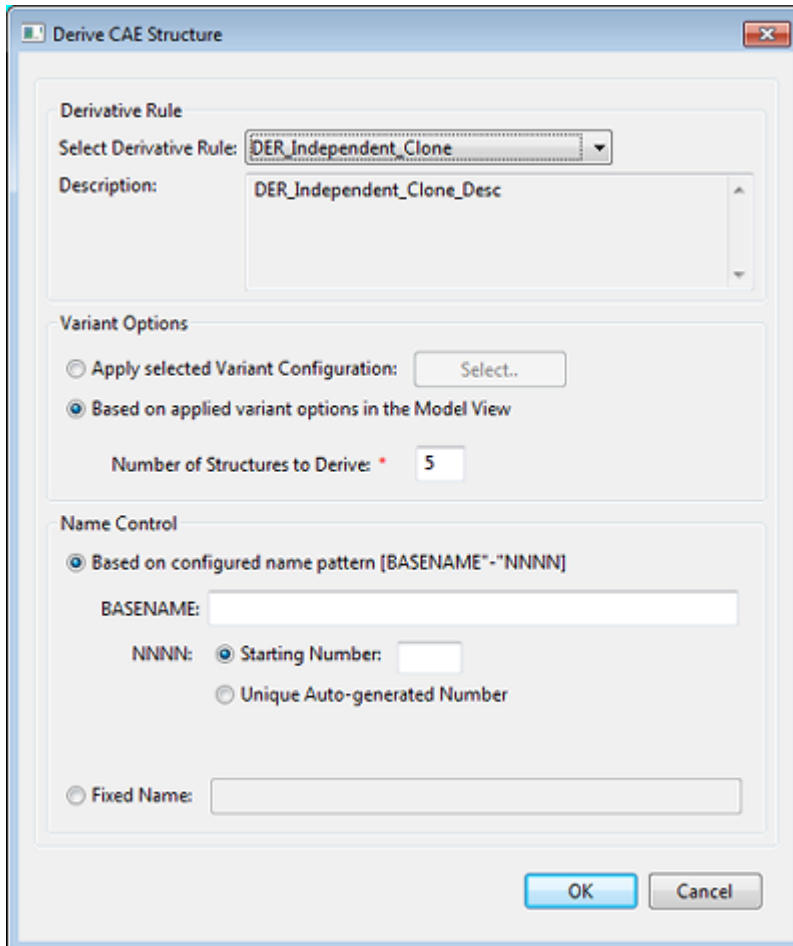 Derive CAE Structure
Derivative Rule
Select Derivative Rule: DER_Independent_Clone
Description: DER_Independent_Clone_Desc
Variant Options
Apply selected Variant Configuration: Select..
Based on applied variant options in the Model View
Number of Structures to Derive: * 5
Name Control
Based on configured name pattern [BASENAME"-"NNNN]
BASENAME:
NNNN: Starting Number:
Unique Auto-generated Number
Fixed Name:
OK Cancel